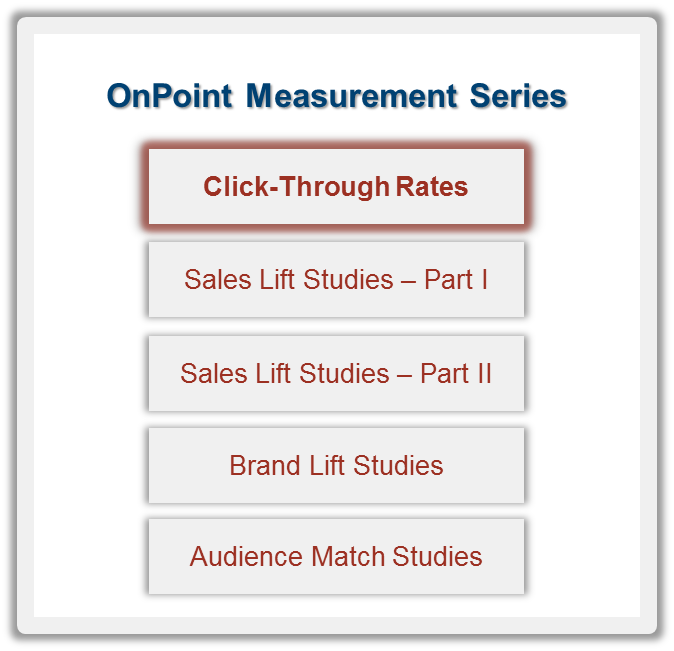 OnPoint Measurement Series
Click-Through Rates
Sales Lift Studies – Part I
Sales Lift Studies – Part II
Brand Lift Studies
Audience Match Studies